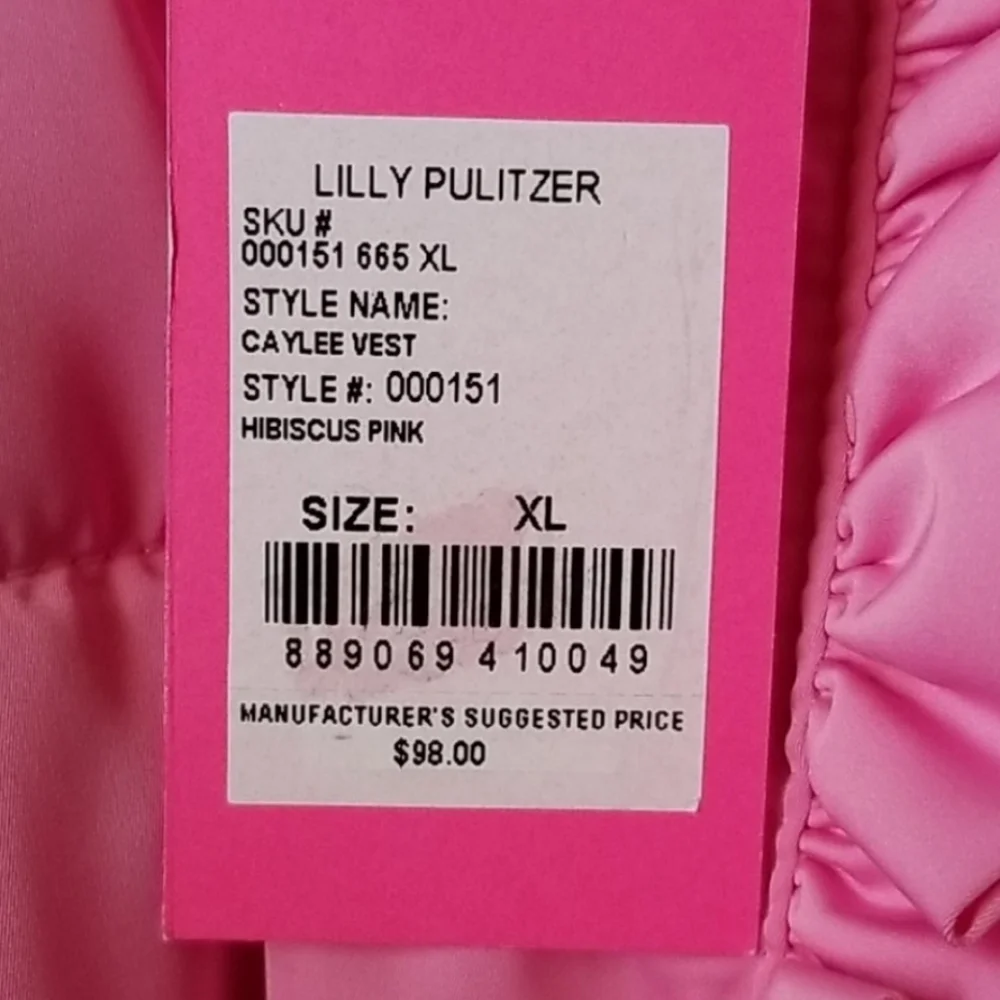 LILLY PULITZER
SKU #
000151 665 XL
STYLE NAME:
CAYLEE VEST
STYLE #: 000151
HIBISCUS PINK
SIZE: XL
889069 410049
MANUFACTURER'S SUGGESTED PRICE
$98.00